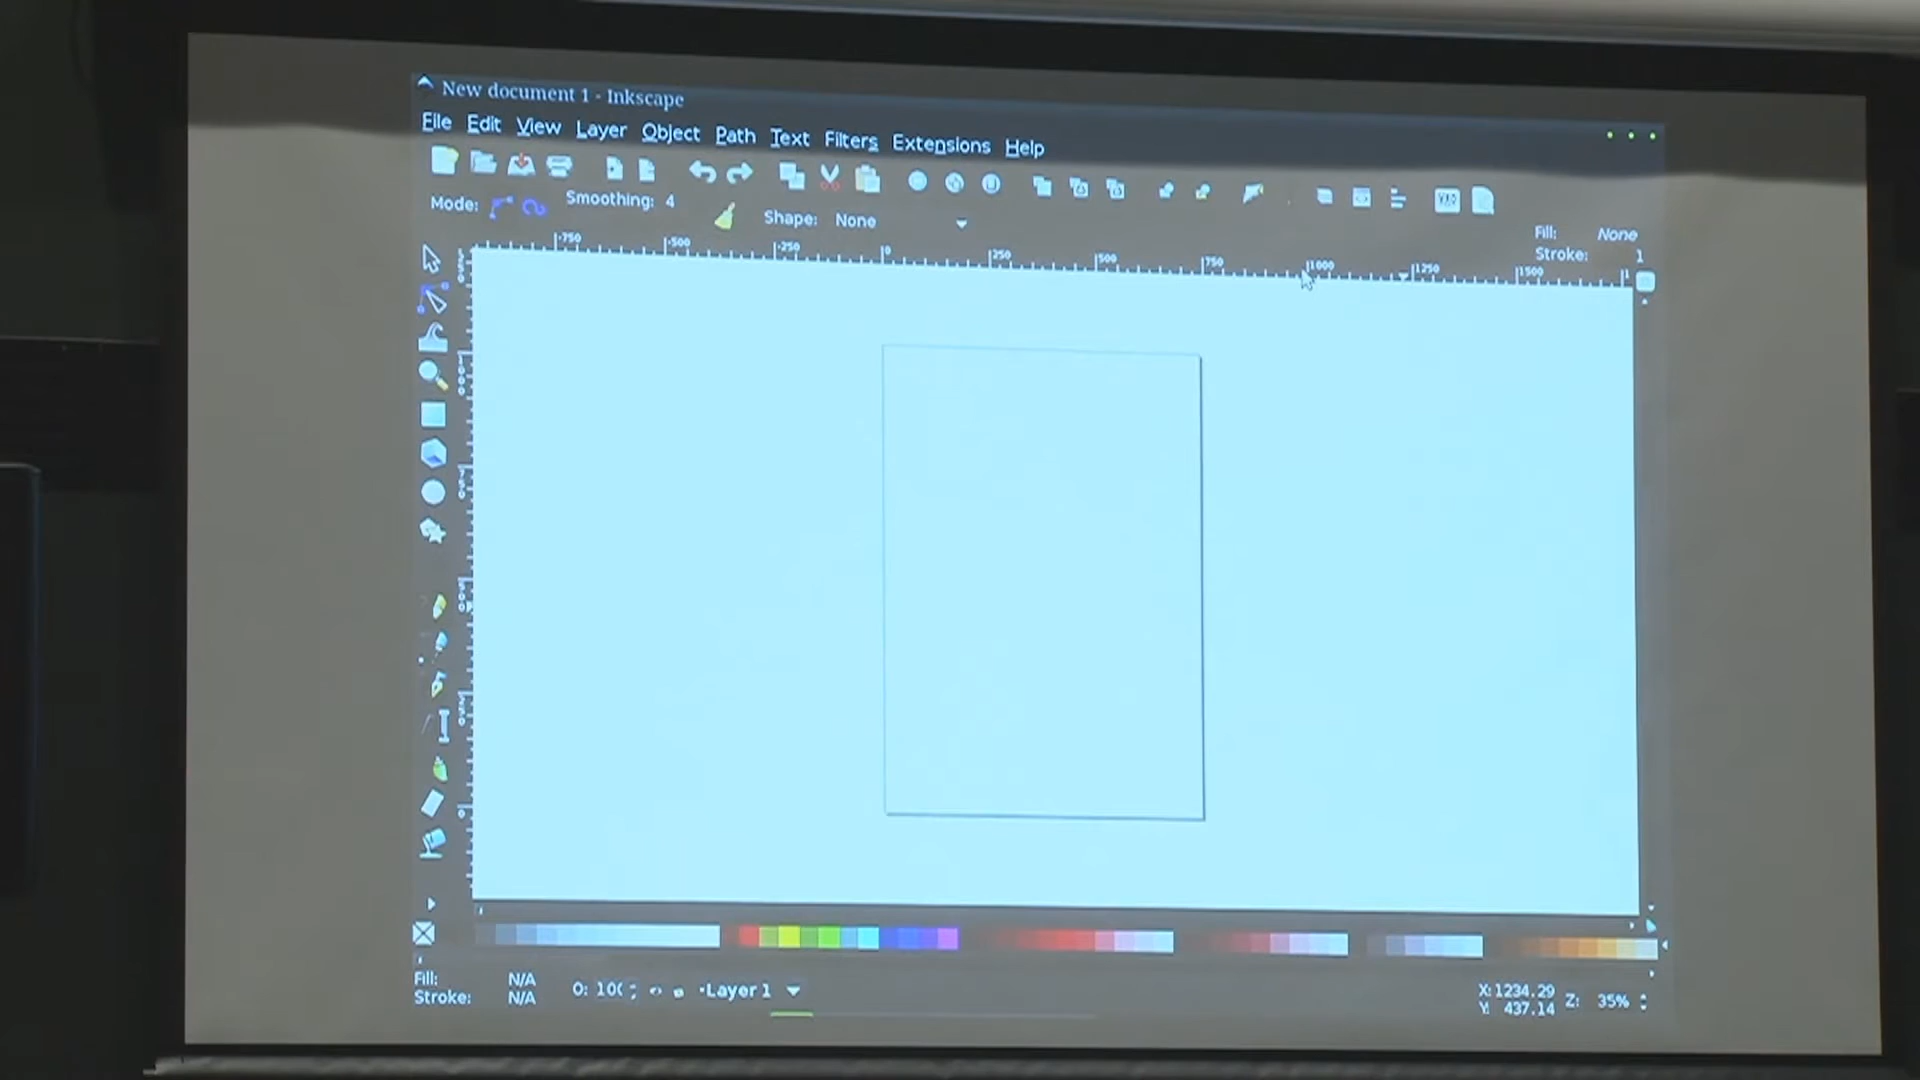 New document 1 - Inkscape
File Edit View Layer Object Path Text Filters Extensions Help
Mode: Smoothing: 4 Shape: None
Fill: None
Stroke: 1
-750 -500 -250 0 250 500 750 1000 1250 1500
Fill: N/A
Stroke: N/A
O: 100 Layer 1
X: 1234.29
Y: 437.14
Z: 35%